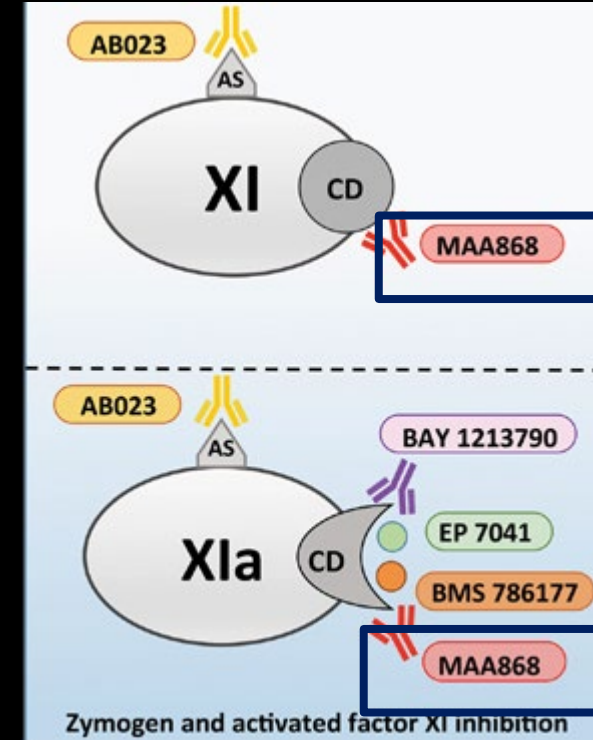 AB023
AS
XI
CD
MAA868
AB023
AS
BAY 1213790
XIa
CD
EP 7041
BMS 786177
MAA868
Zymogen and activated factor XI inhibition